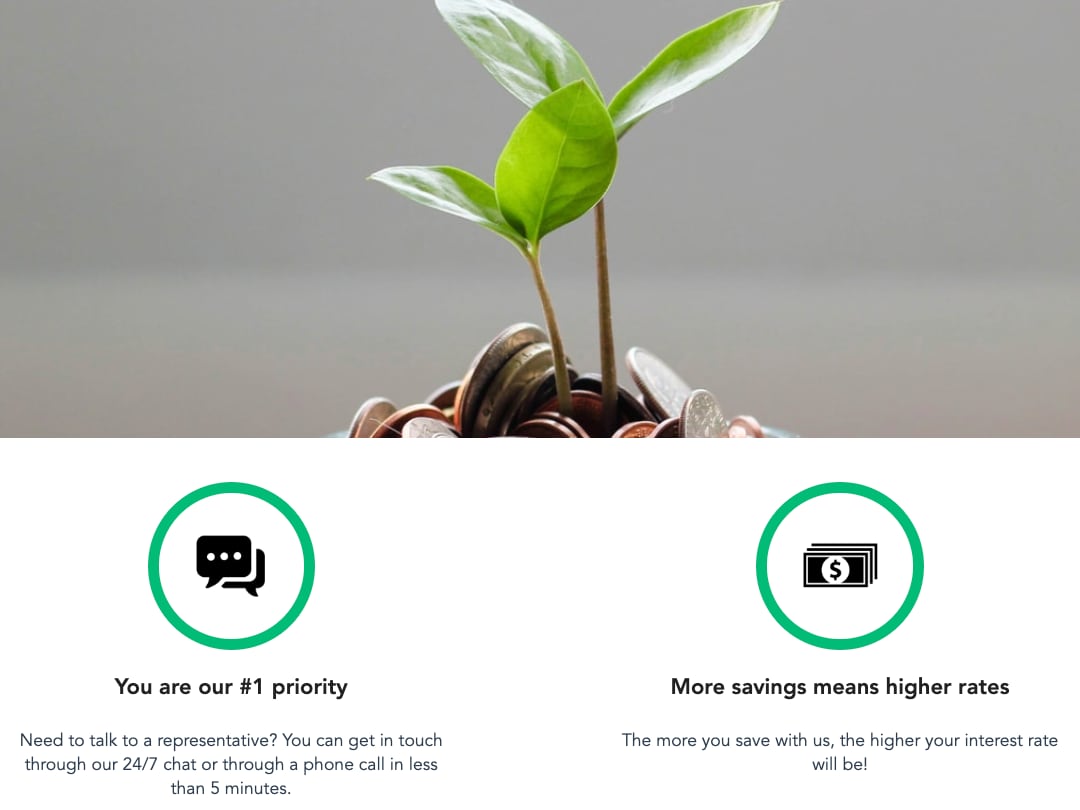 You are our #1 priority
Need to talk to a representative? You can get in touch
through our 24/7 chat or through a phone call in less
than 5 minutes.
More savings means higher rates
The more you save with us, the higher your interest rate
will be!